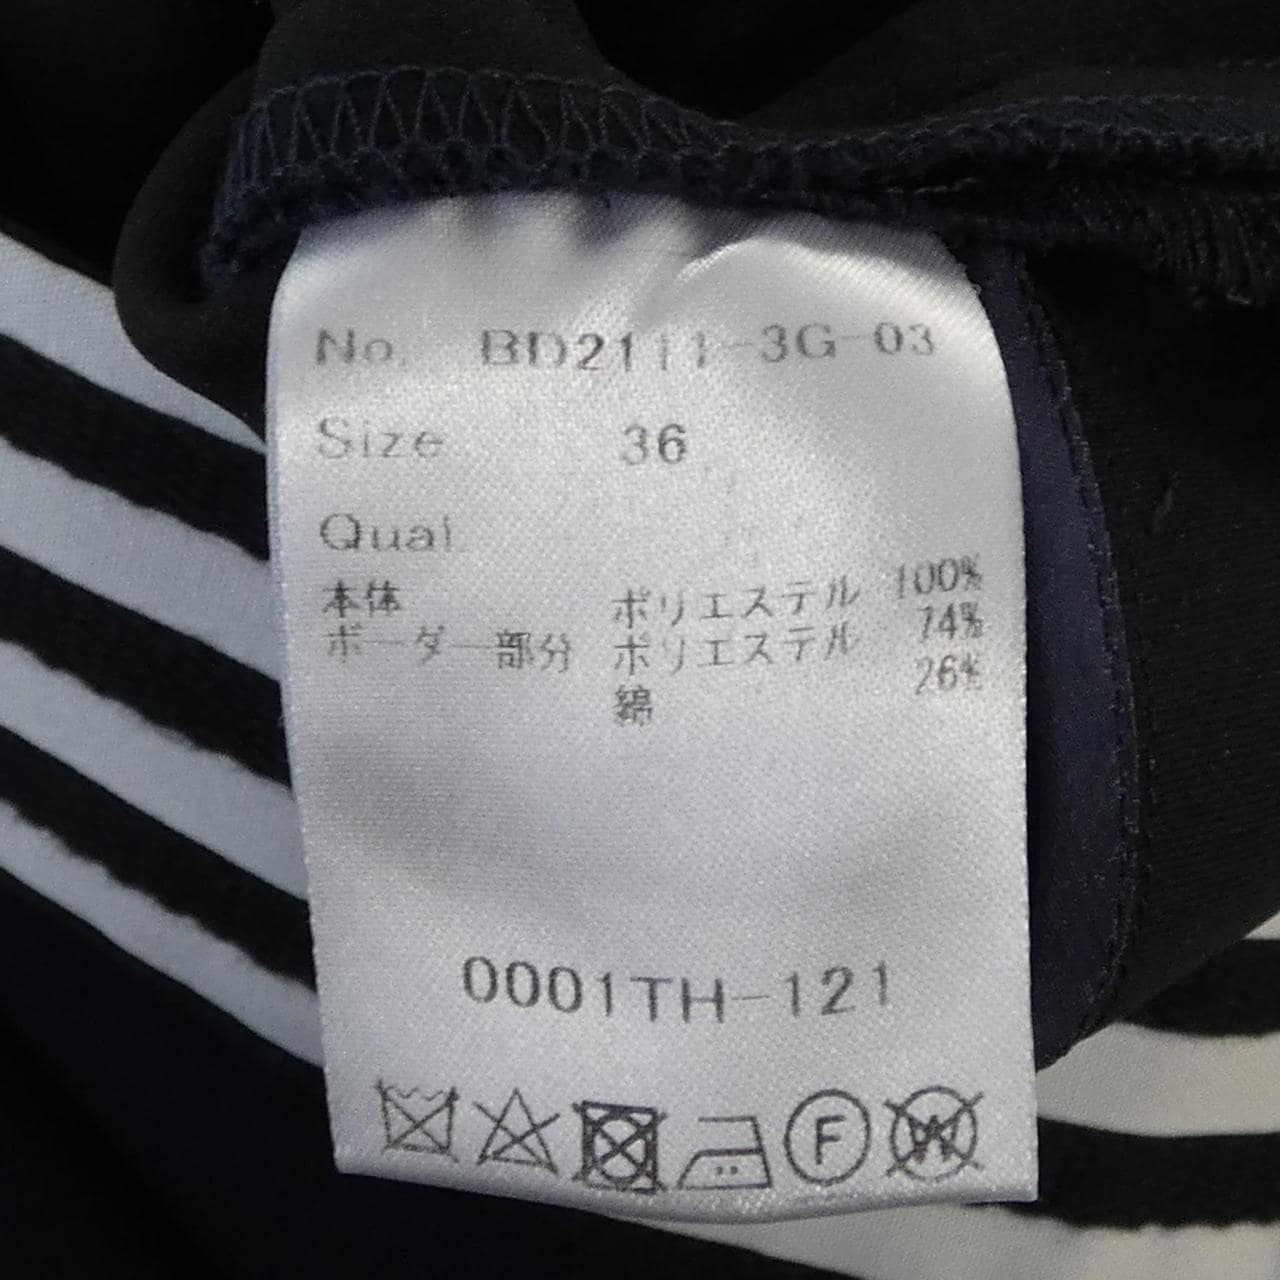 No. BD2111-3G-03
Size 36
Qual
本体 ポリエステル 100%
ボーダー部分 ポリエステル 74%
綿 26%
0001TH-121
F W